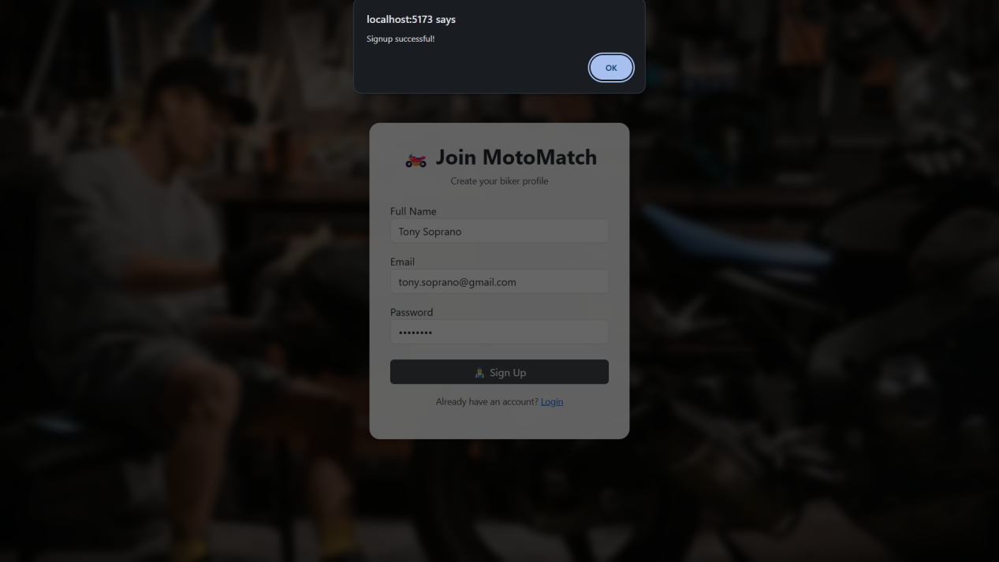 localhost:5173 says
Signup successful!
OK
Join MotoMatch
Create your biker profile
Full Name
Tony Soprano
Email
tony.soprano@gmail.com
Password
••••••••
Sign Up
Already have an account? Login